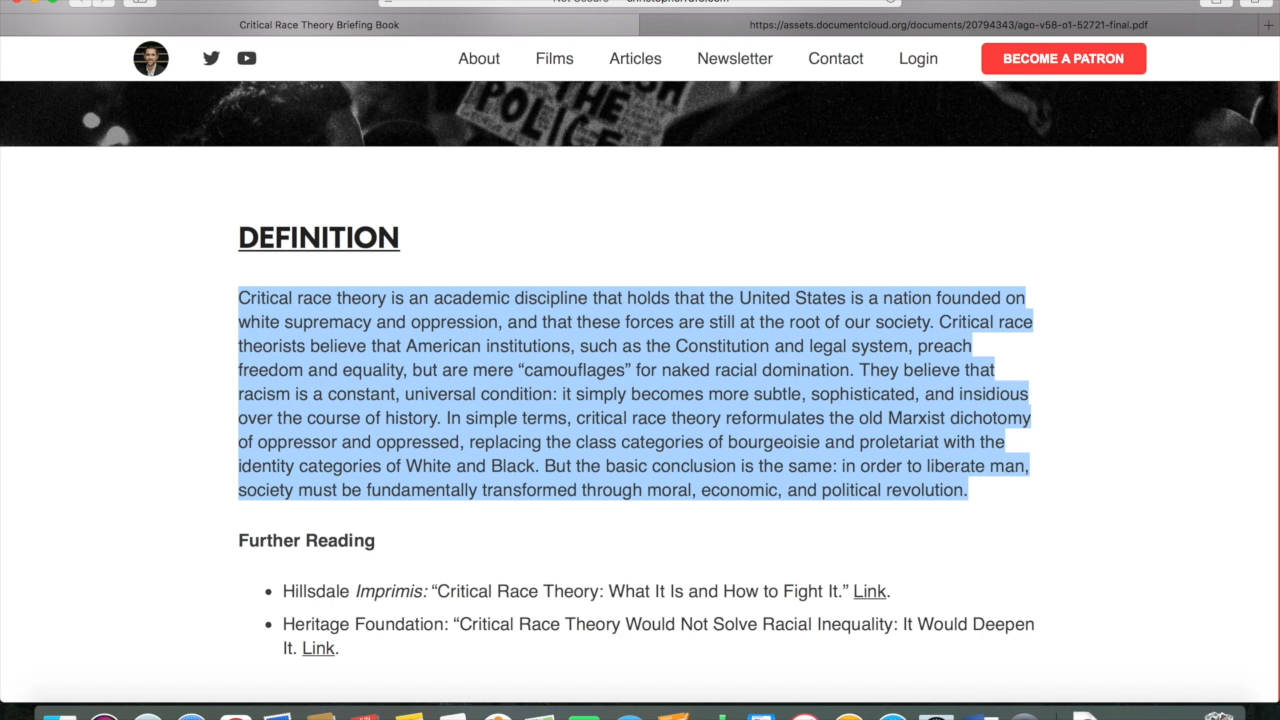 Critical Race Theory Briefing Book
https://assets.documentcloud.org/documents/20794343/ago-v58-o1-52721-final.pdf
About Films Articles Newsletter Contact Login BECOME A PATRON
THE
POLICE
DEFINITION
Critical race theory is an academic discipline that holds that the United States is a nation founded on
white supremacy and oppression, and that these forces are still at the root of our society. Critical race
theorists believe that American institutions, such as the Constitution and legal system, preach
freedom and equality, but are mere “camouflages” for naked racial domination. They believe that
racism is a constant, universal condition: it simply becomes more subtle, sophisticated, and insidious
over the course of history. In simple terms, critical race theory reformulates the old Marxist dichotomy
of oppressor and oppressed, replacing the class categories of bourgeoisie and proletariat with the
identity categories of White and Black. But the basic conclusion is the same: in order to liberate man,
society must be fundamentally transformed through moral, economic, and political revolution.
Further Reading
• Hillsdale Imprimis: “Critical Race Theory: What It Is and How to Fight It.” Link.
• Heritage Foundation: “Critical Race Theory Would Not Solve Racial Inequality: It Would Deepen
It. Link.